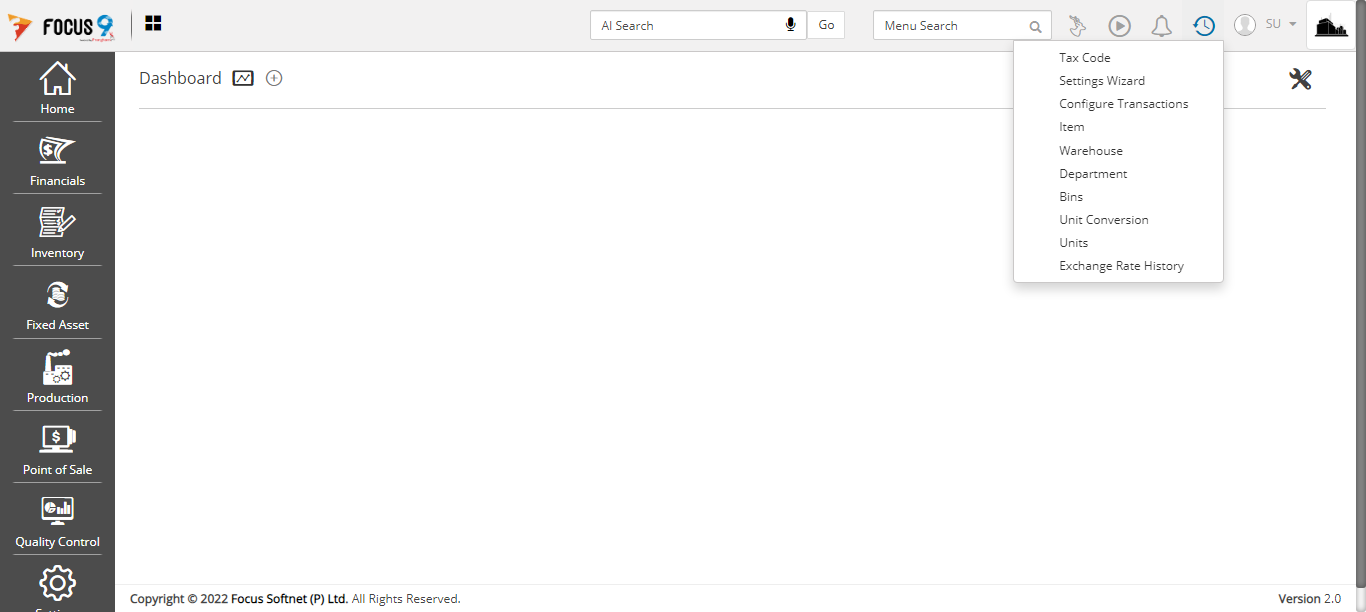 FOCUS 9
AI Search
Go
Menu Search
SU
Tax Code
Settings Wizard
Configure Transactions
Item
Warehouse
Department
Bins
Unit Conversion
Units
Exchange Rate History
Dashboard
Home
Financials
Inventory
Fixed Asset
Production
Point of Sale
Quality Control
Copyright © 2022 Focus Softnet (P) Ltd. All Rights Reserved.
Version 2.0